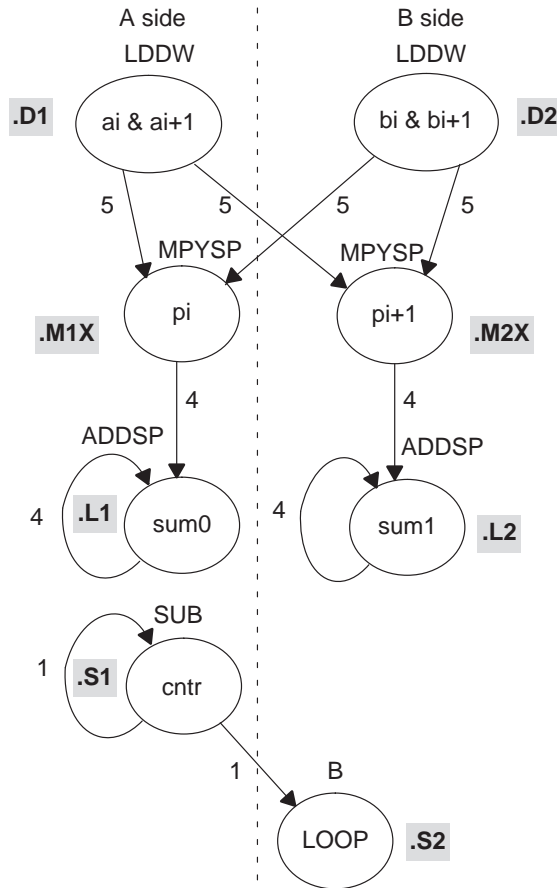 A side
B side
LDDW
LDDW
.D1
ai & ai+1
bi & bi+1
.D2
5
5
5
5
MPYSP
MPYSP
pi
pi+1
.M1X
.M2X
4
4
ADDSP
ADDSP
4
.L1
sum0
4
sum1
.L2
SUB
1
.S1
cntr
1
B
LOOP
.S2